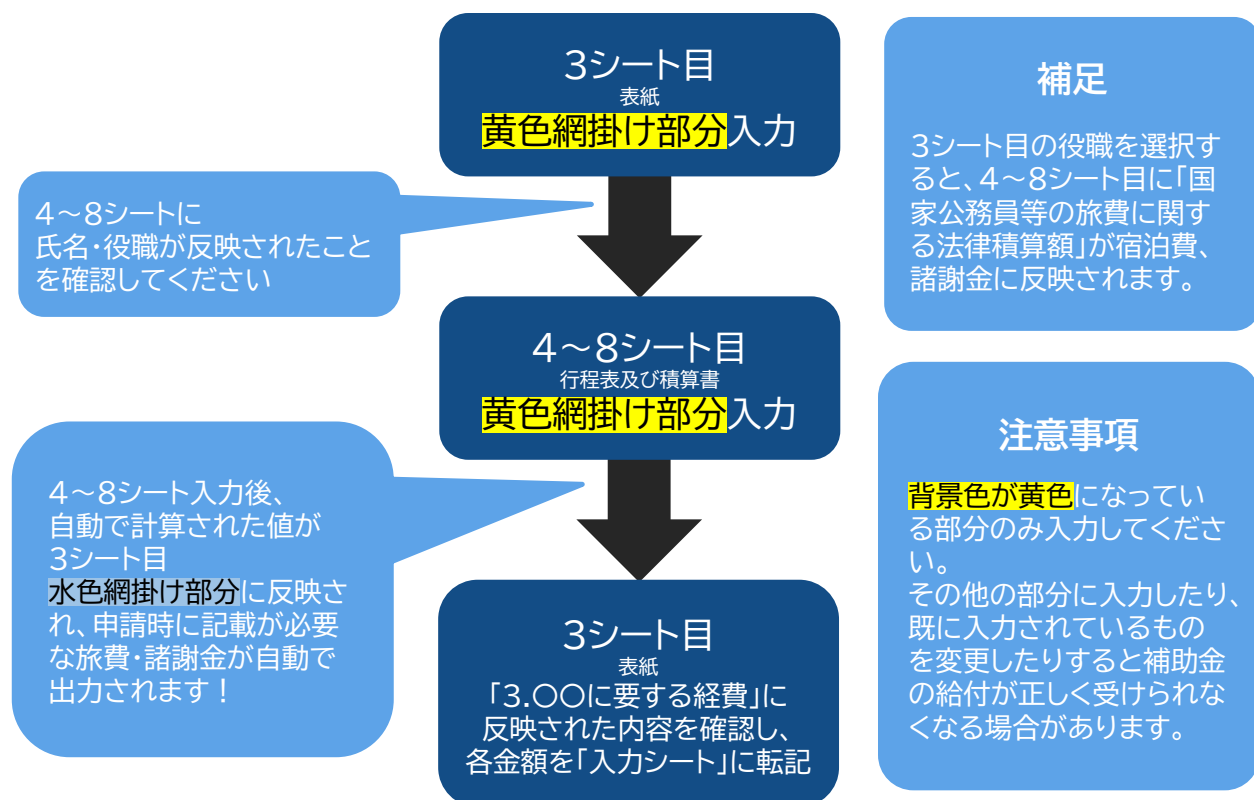 3シート目
表紙
黄色網掛け部分入力
4~8シートに
氏名・役職が反映されたこと
を確認してください
4~8シート目
行程表及び積算書
黄色網掛け部分入力
4~8シート入力後、
自動で計算された値が
3シート目
水色網掛け部分に反映さ
れ、申請時に記載が必要
な旅費・諸謝金が自動で
出力されます!
3シート目
表紙
「3.〇〇に要する経費」に
反映された内容を確認し、
各金額を「入力シート」に転記
補足
3シート目の役職を選択す
ると、4~8シート目に「国
家公務員等の旅費に関す
る法律積算額」が宿泊費、
諸謝金に反映されます。
注意事項
背景色が黄色になってい
る部分のみ入力してくださ
い。
その他の部分に入力したり、
既に入力されているもの
を変更したりすると補助金
の給付が正しく受けられな
くなる場合があります。